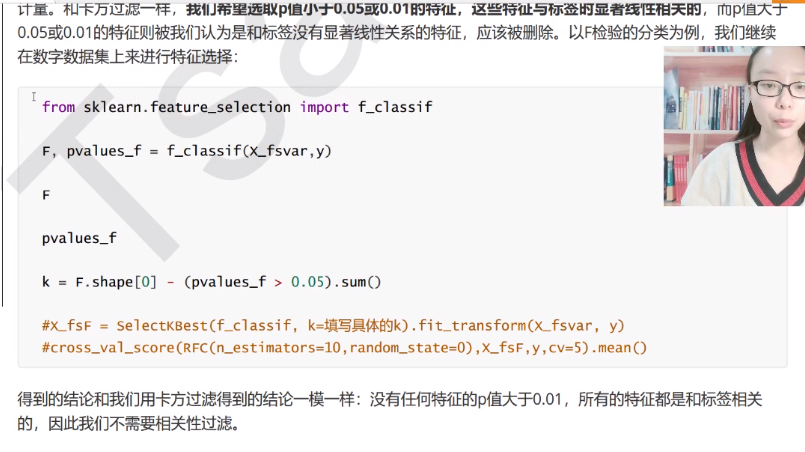 计量。和卡方过滤一样，我们希望选取p值小于0.05或0.01的特征，这些特征与标签时显著线性相关的，而p值大于
0.05或0.01的特征则被我们认为是和标签没有显著线性关系的特征，应该被删除。以F检验的分类为例，我们继续
在数字数据集上来进行特征选择：
from sklearn.feature_selection import f_classif
F, pvalues_f = f_classif(X_fsvar,y)
F
pvalues_f
k = F.shape[0] - (pvalues_f > 0.05).sum()
#X_fsF = SelectKBest(f_classif, k=填写具体的k).fit_transform(X_fsvar, y)
#cross_val_score(RFC(n_estimators=10,random_state=0),X_fsF,y,cv=5).mean()
得到的结论和我们用卡方过滤得到的结论一模一样：没有任何特征的p值大于0.01，所有的特征都是和标签相关
的，因此我们不需要相关性过滤。
Tsa